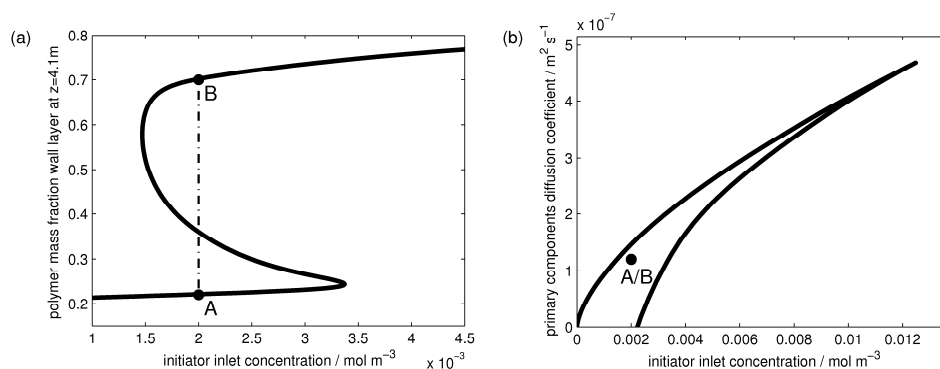 (a)
polymer mass fraction wall layer at z=4.1m
0.8
0.7
0.6
0.5
0.4
0.3
0.2
B
A
1 1.5 2 2.5 3 3.5 4 4.5
initiator inlet concentration / mol m⁻³
x 10⁻³
(b)
x 10⁻⁷
primary components diffusion coefficient / m² s⁻¹
5
4
3
2
1
0
A/B
0 0.002 0.004 0.006 0.008 0.01 0.012
initiator inlet concentration / mol m⁻³